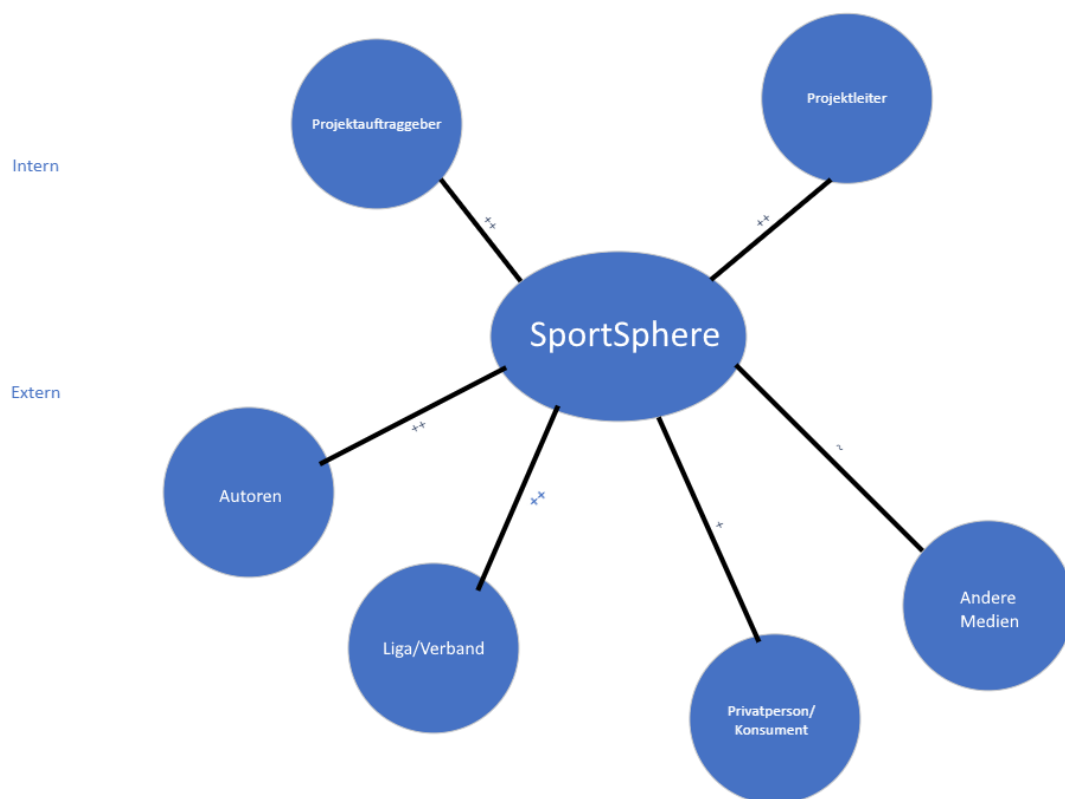 Projektleiter
Projektauftraggeber
Intern
++
++
SportSphere
Extern
++
~
Autoren
++
+
Andere
Medien
Liga/Verband
Privatperson/
Konsument